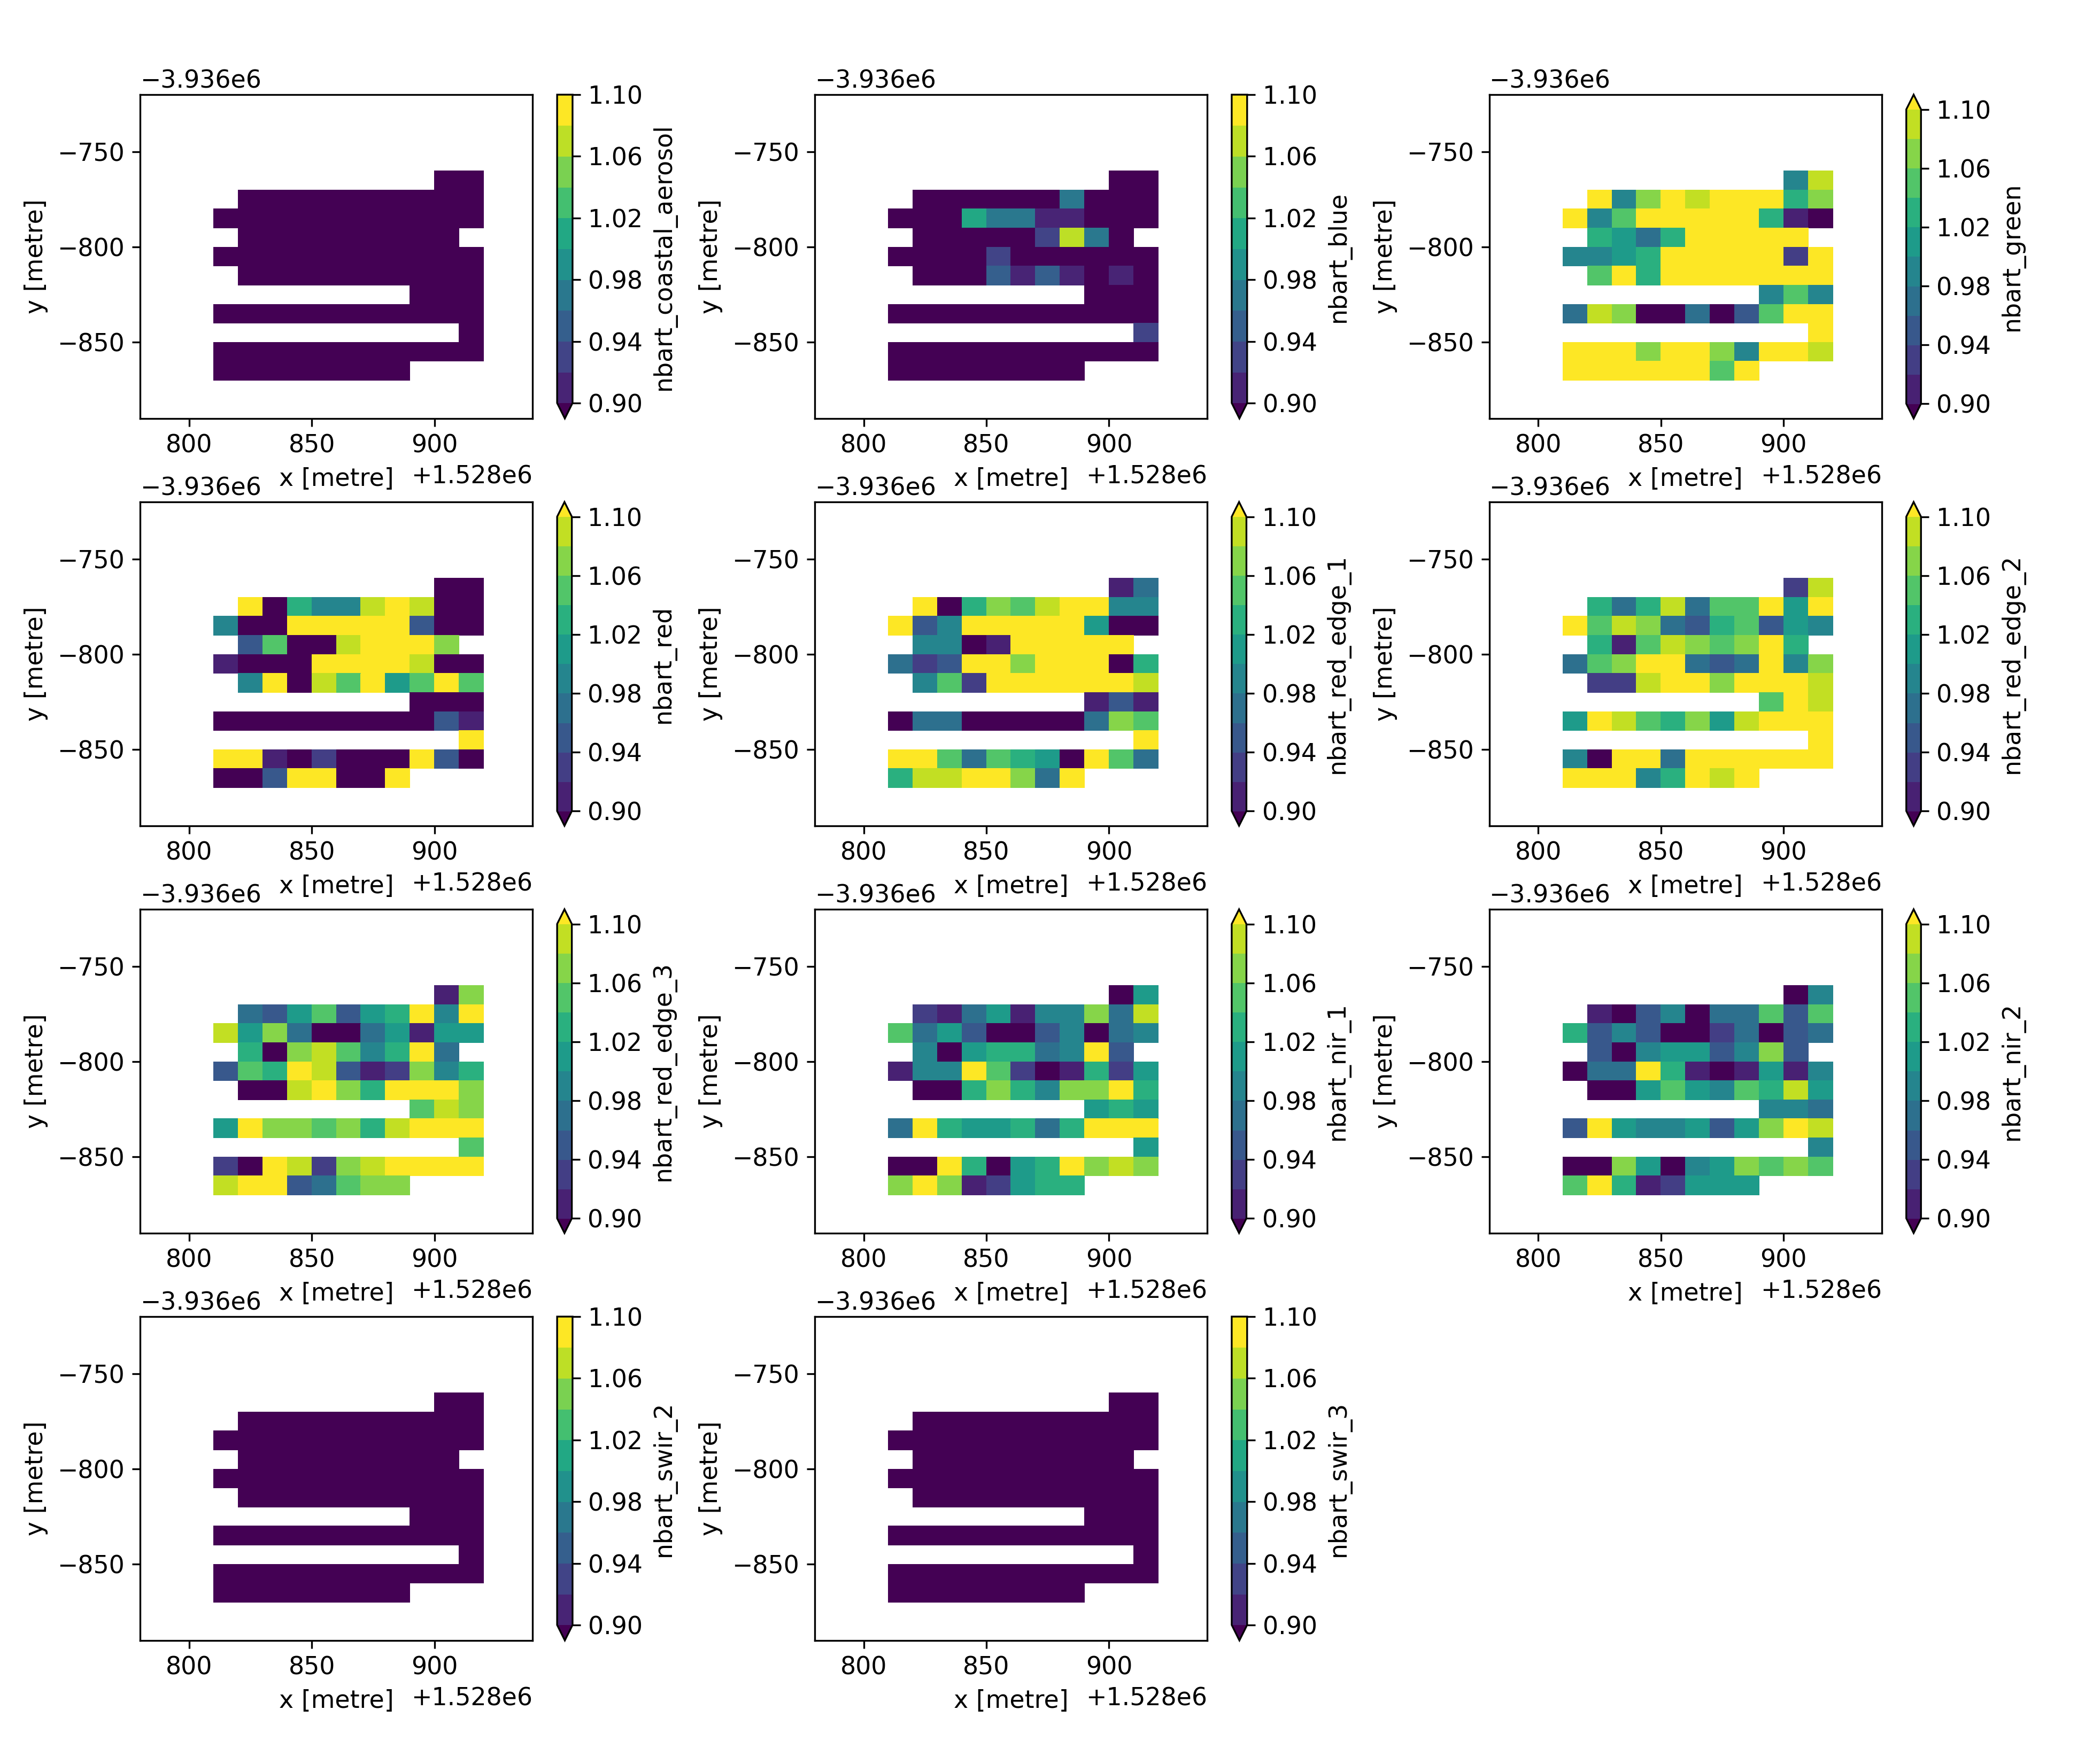 −3.936e6
−750
−800
−850
y [metre]
800
850
900
x [metre]
+1.528e6
1.10
1.06
1.02
0.98
0.94
0.90
nbart_coastal_aerosol
−3.936e6
−750
−800
−850
y [metre]
800
850
900
x [metre]
+1.528e6
1.10
1.06
1.02
0.98
0.94
0.90
nbart_blue
−3.936e6
−750
−800
−850
y [metre]
800
850
900
x [metre]
+1.528e6
1.10
1.06
1.02
0.98
0.94
0.90
nbart_green
−3.936e6
−750
−800
−850
y [metre]
800
850
900
x [metre]
+1.528e6
1.10
1.06
1.02
0.98
0.94
0.90
nbart_red
−3.936e6
−750
−800
−850
y [metre]
800
850
900
x [metre]
+1.528e6
1.10
1.06
1.02
0.98
0.94
0.90
nbart_red_edge_1
−3.936e6
−750
−800
−850
y [metre]
800
850
900
x [metre]
+1.528e6
1.10
1.06
1.02
0.98
0.94
0.90
nbart_red_edge_2
−3.936e6
−750
−800
−850
y [metre]
800
850
900
x [metre]
+1.528e6
1.10
1.06
1.02
0.98
0.94
0.90
nbart_red_edge_3
−3.936e6
−750
−800
−850
y [metre]
800
850
900
x [metre]
+1.528e6
1.10
1.06
1.02
0.98
0.94
0.90
nbart_nir_1
−3.936e6
−750
−800
−850
y [metre]
800
850
900
x [metre]
+1.528e6
1.10
1.06
1.02
0.98
0.94
0.90
nbart_nir_2
−3.936e6
−750
−800
−850
y [metre]
800
850
900
x [metre]
+1.528e6
1.10
1.06
1.02
0.98
0.94
0.90
nbart_swir_2
−3.936e6
−750
−800
−850
y [metre]
800
850
900
x [metre]
+1.528e6
1.10
1.06
1.02
0.98
0.94
0.90
nbart_swir_3